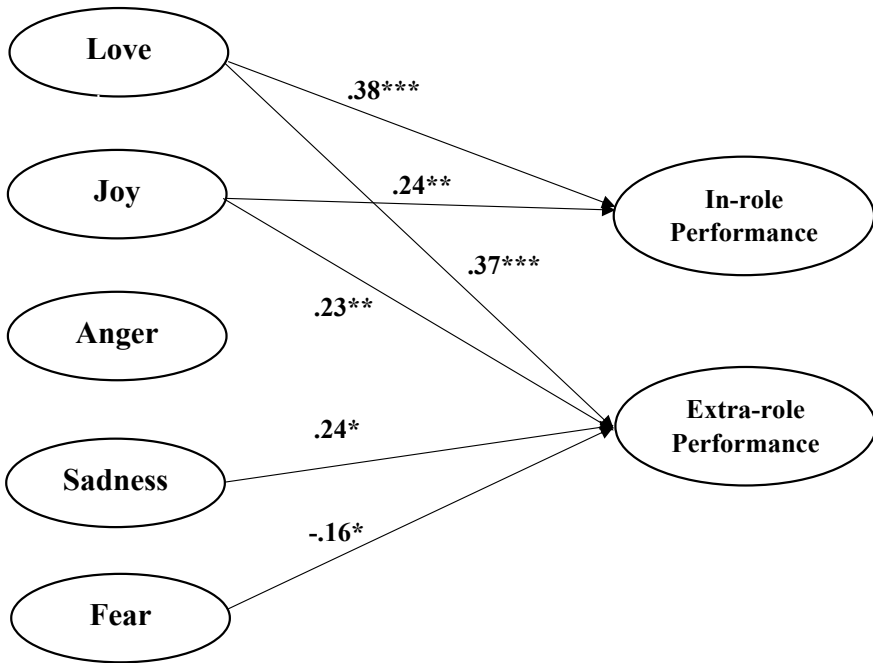 Love
.38***
Joy
.24**
In-role
Performance
.37***
.23**
Anger
Extra-role
Performance
.24*
Sadness
-.16*
Fear